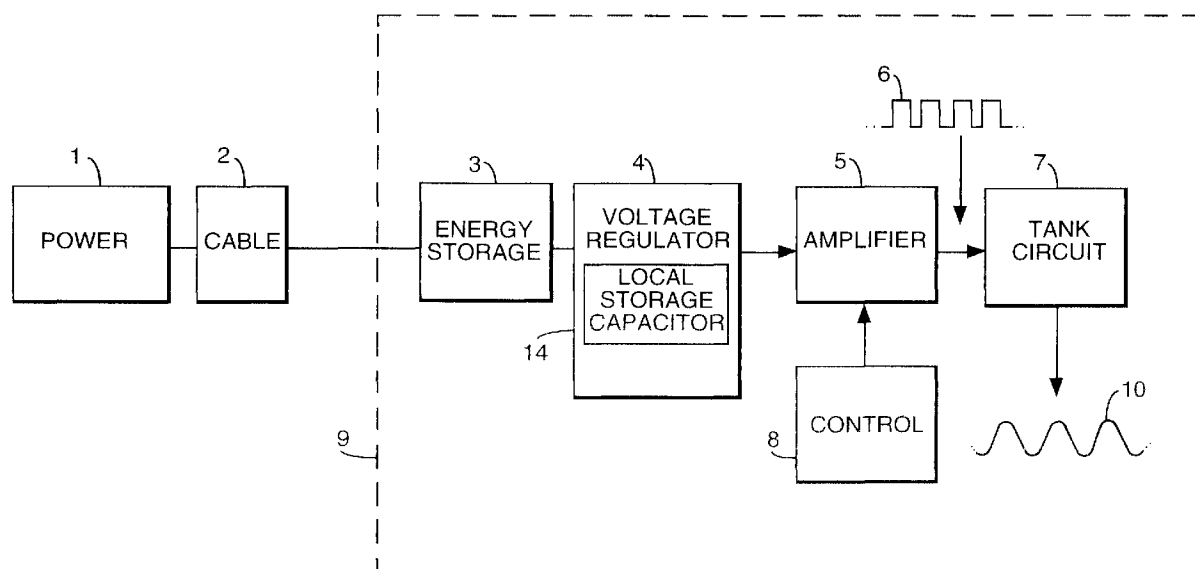 6
1
2
3
4
5
7
POWER
CABLE
ENERGY
STORAGE
VOLTAGE
REGULATOR
LOCAL
STORAGE
CAPACITOR
AMPLIFIER
TANK
CIRCUIT
14
CONTROL
8
9
10